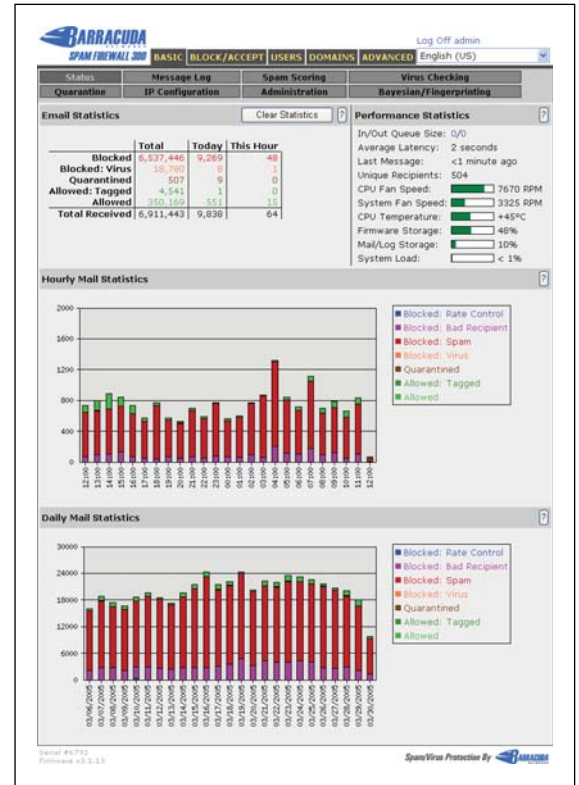 BARRACUDA
NETWORKS
SPAM FIREWALL 300
Log Off admin
English (US)
BASIC BLOCK/ACCEPT USERS DOMAINS ADVANCED
Status Message Log Spam Scoring Virus Checking
Quarantine IP Configuration Administration Bayesian/Fingerprinting
Email Statistics Clear Statistics ?
Total Today This Hour
Blocked 6,537,446 9,269 48
Blocked: Virus 18,780 8 1
Quarantined 507 9 0
Allowed: Tagged 4,541 1 0
Allowed 350,169 551 15
Total Received 6,911,443 9,838 64
Performance Statistics ?
In/Out Queue Size: 0/0
Average Latency: 2 seconds
Last Message: <1 minute ago
Unique Recipients: 504
CPU Fan Speed: 7670 RPM
System Fan Speed: 3325 RPM
CPU Temperature: +45ºC
Firmware Storage: 48%
Mail/Log Storage: 10%
System Load: < 1%
Hourly Mail Statistics ?
2000
1600
1200
800
400
0
12:00 13:00 14:00 15:00 16:00 17:00 18:00 19:00 20:00 21:00 22:00 23:00 00:00 01:00 02:00 03:00 04:00 05:00 06:00 07:00 08:00 09:00 10:00 11:00 12:00
Blocked: Rate Control
Blocked: Bad Recipient
Blocked: Spam
Blocked: Virus
Quarantined
Allowed: Tagged
Allowed
Daily Mail Statistics ?
30000
24000
18000
12000
6000
0
03/06/2005 03/07/2005 03/08/2005 03/09/2005 03/10/2005 03/11/2005 03/12/2005 03/13/2005 03/14/2005 03/15/2005 03/16/2005 03/17/2005 03/18/2005 03/19/2005 03/20/2005 03/21/2005 03/22/2005 03/23/2005 03/24/2005 03/25/2005 03/26/2005 03/27/2005 03/28/2005 03/29/2005 03/30/2005
Blocked: Rate Control
Blocked: Bad Recipient
Blocked: Spam
Blocked: Virus
Quarantined
Allowed: Tagged
Allowed
Serial #6792
Firmware v3.1.13
Spam/Virus Protection By BARRACUDA